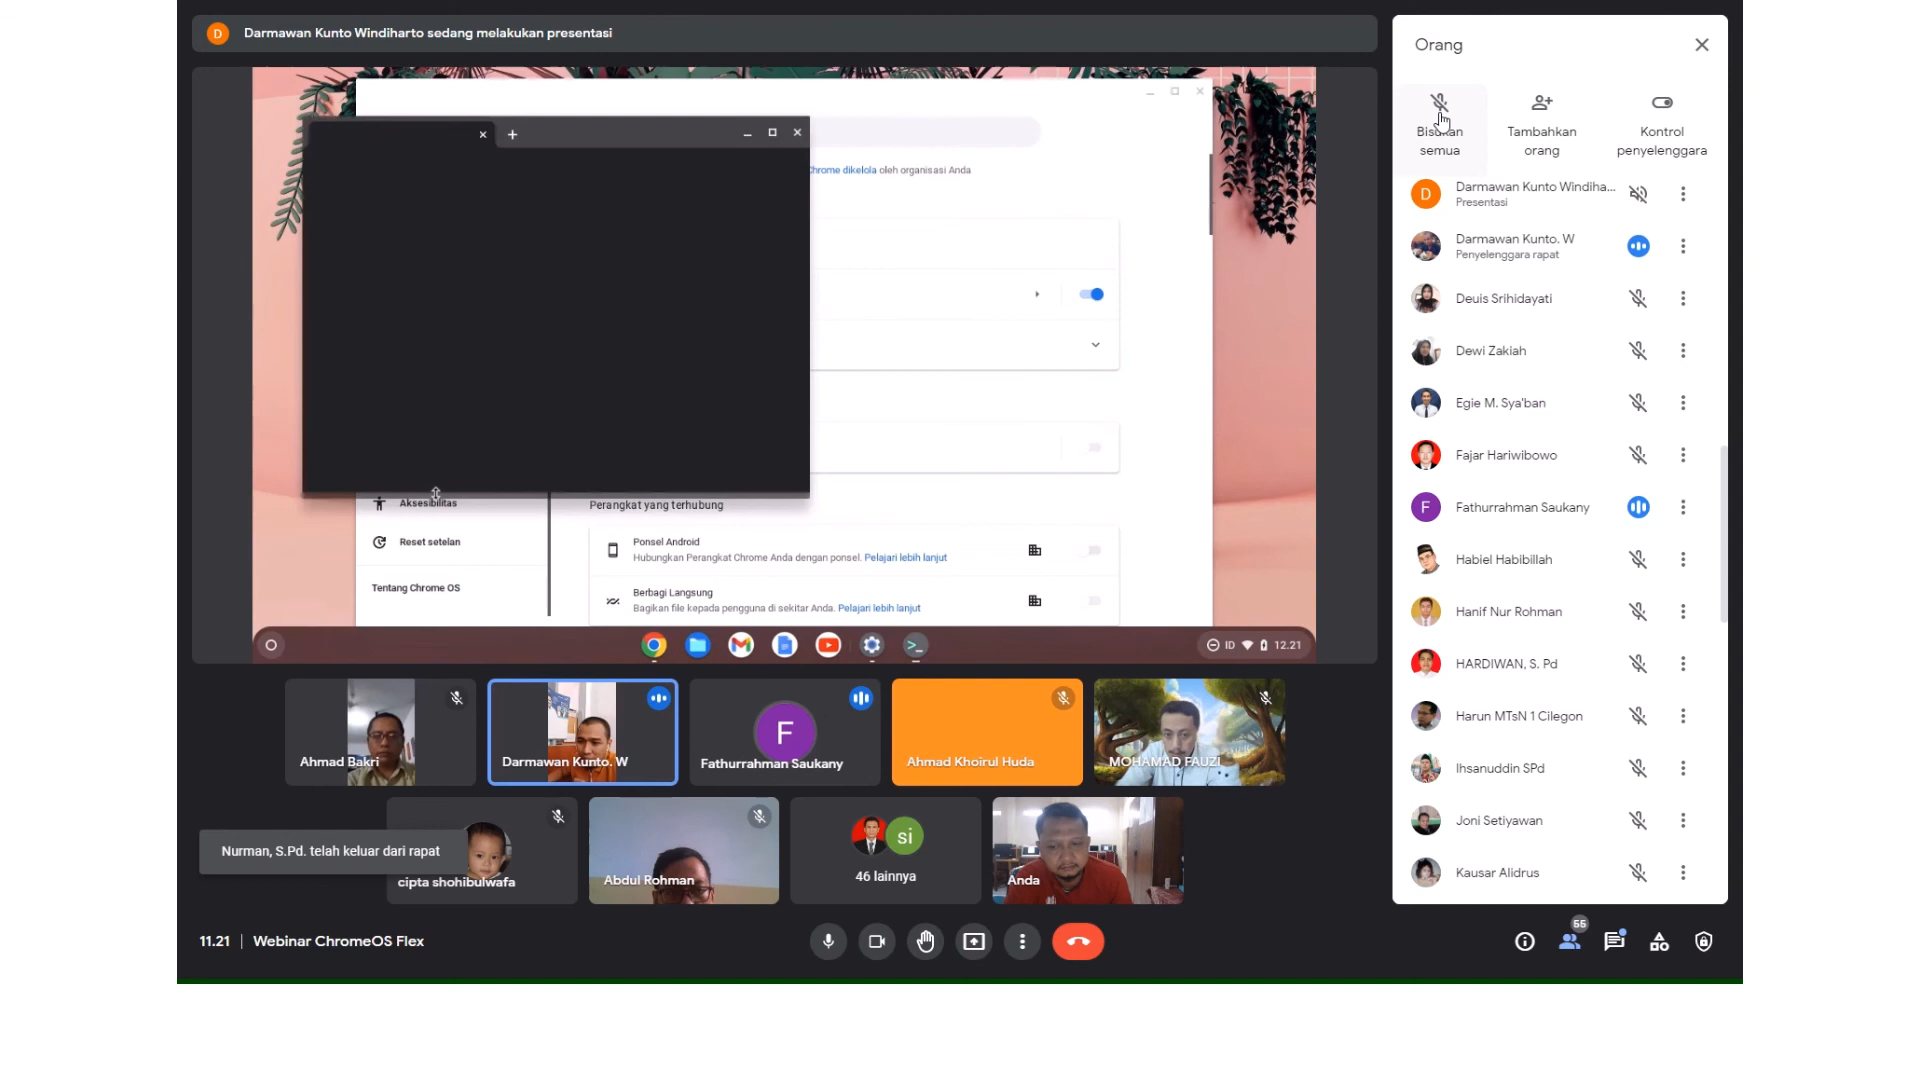 D Darmawan Kunto Windiharto sedang melakukan presentasi
Chrome dikelola oleh organisasi Anda
Aksesibilitas
Reset setelan
Tentang Chrome OS
Perangkat yang terhubung
Ponsel Android
Hubungkan Perangkat Chrome Anda dengan ponsel. Pelajari lebih lanjut
Berbagi Langsung
Bagikan file kepada pengguna di sekitar Anda. Pelajari lebih lanjut
ID 12.21
Ahmad Bakri
Darmawan Kunto. W
F
Fathurrahman Saukany
Ahmad Khoirul Huda
MOHAMAD FAUZI
Nurman, S.Pd. telah keluar dari rapat
cipta shohibulwafa
Abdul Rohman
si
46 lainnya
Anda
11.21 | Webinar ChromeOS Flex
Orang
Bisukan semua
Tambahkan orang
Kontrol penyelenggara
D Darmawan Kunto Windiha...
Presentasi
Darmawan Kunto. W
Penyelenggara rapat
Deuis Srihidayati
Dewi Zakiah
Egie M. Sya'ban
Fajar Hariwibowo
F Fathurrahman Saukany
Habiel Habibillah
Hanif Nur Rohman
HARDIWAN, S. Pd
Harun MTsN 1 Cilegon
Ihsanuddin SPd
Joni Setiyawan
Kausar Alidrus
55